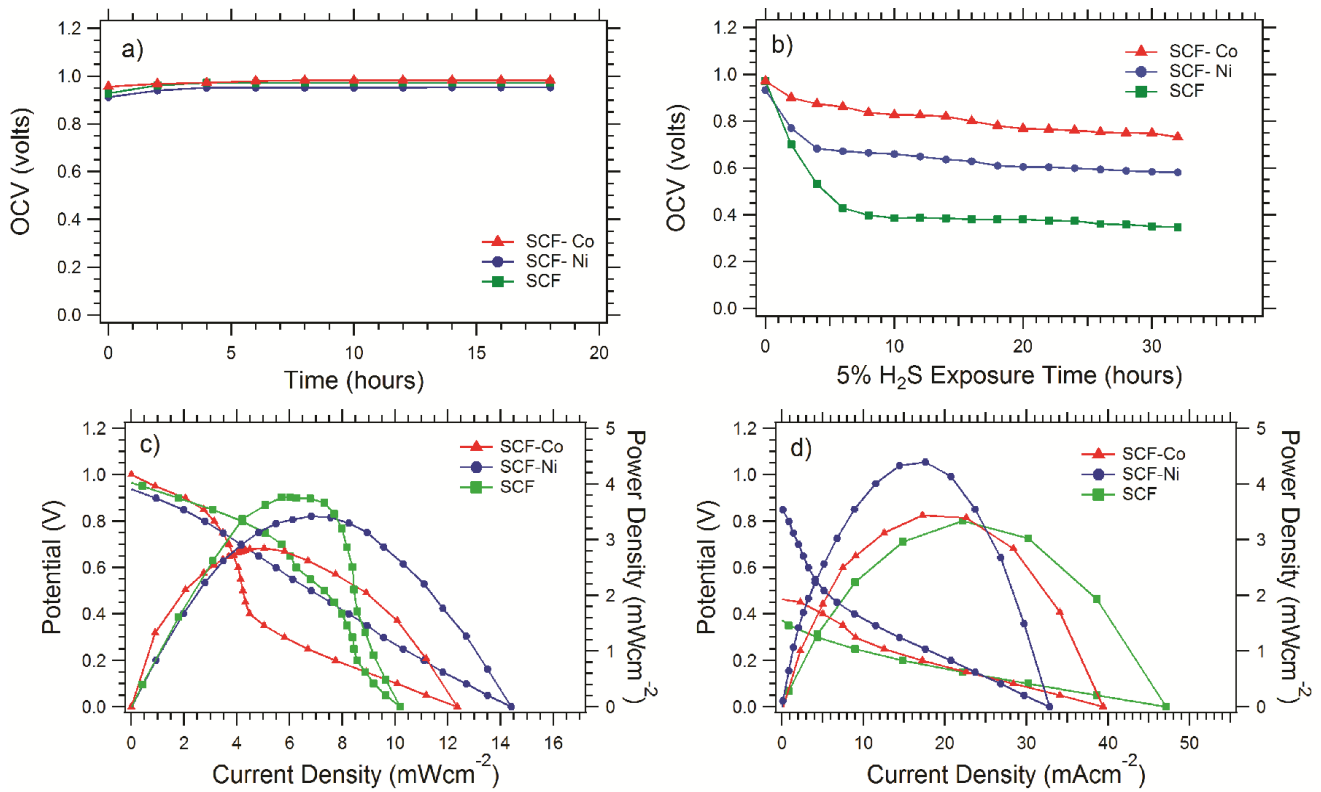 a)
1.2
1.0
0.8
0.6
0.4
0.2
0.0
OCV (volts)
SCF- Co
SCF- Ni
SCF
0 5 10 15 20
Time (hours)
b)
1.2
1.0
0.8
0.6
0.4
0.2
0.0
OCV (volts)
SCF- Co
SCF- Ni
SCF
0 10 20 30
5% H₂S Exposure Time (hours)
c)
1.2
1.0
0.8
0.6
0.4
0.2
0.0
Potential (V)
SCF-Co
SCF-Ni
SCF
5
4
3
2
1
0
Power Density (mWcm⁻²)
0 2 4 6 8 10 12 14 16
Current Density (mWcm⁻²)
d)
1.2
1.0
0.8
0.6
0.4
0.2
0.0
Potential (V)
SCF-Co
SCF-Ni
SCF
5
4
3
2
1
0
Power Density (mWcm⁻²)
0 10 20 30 40 50
Current Density (mAcm⁻²)